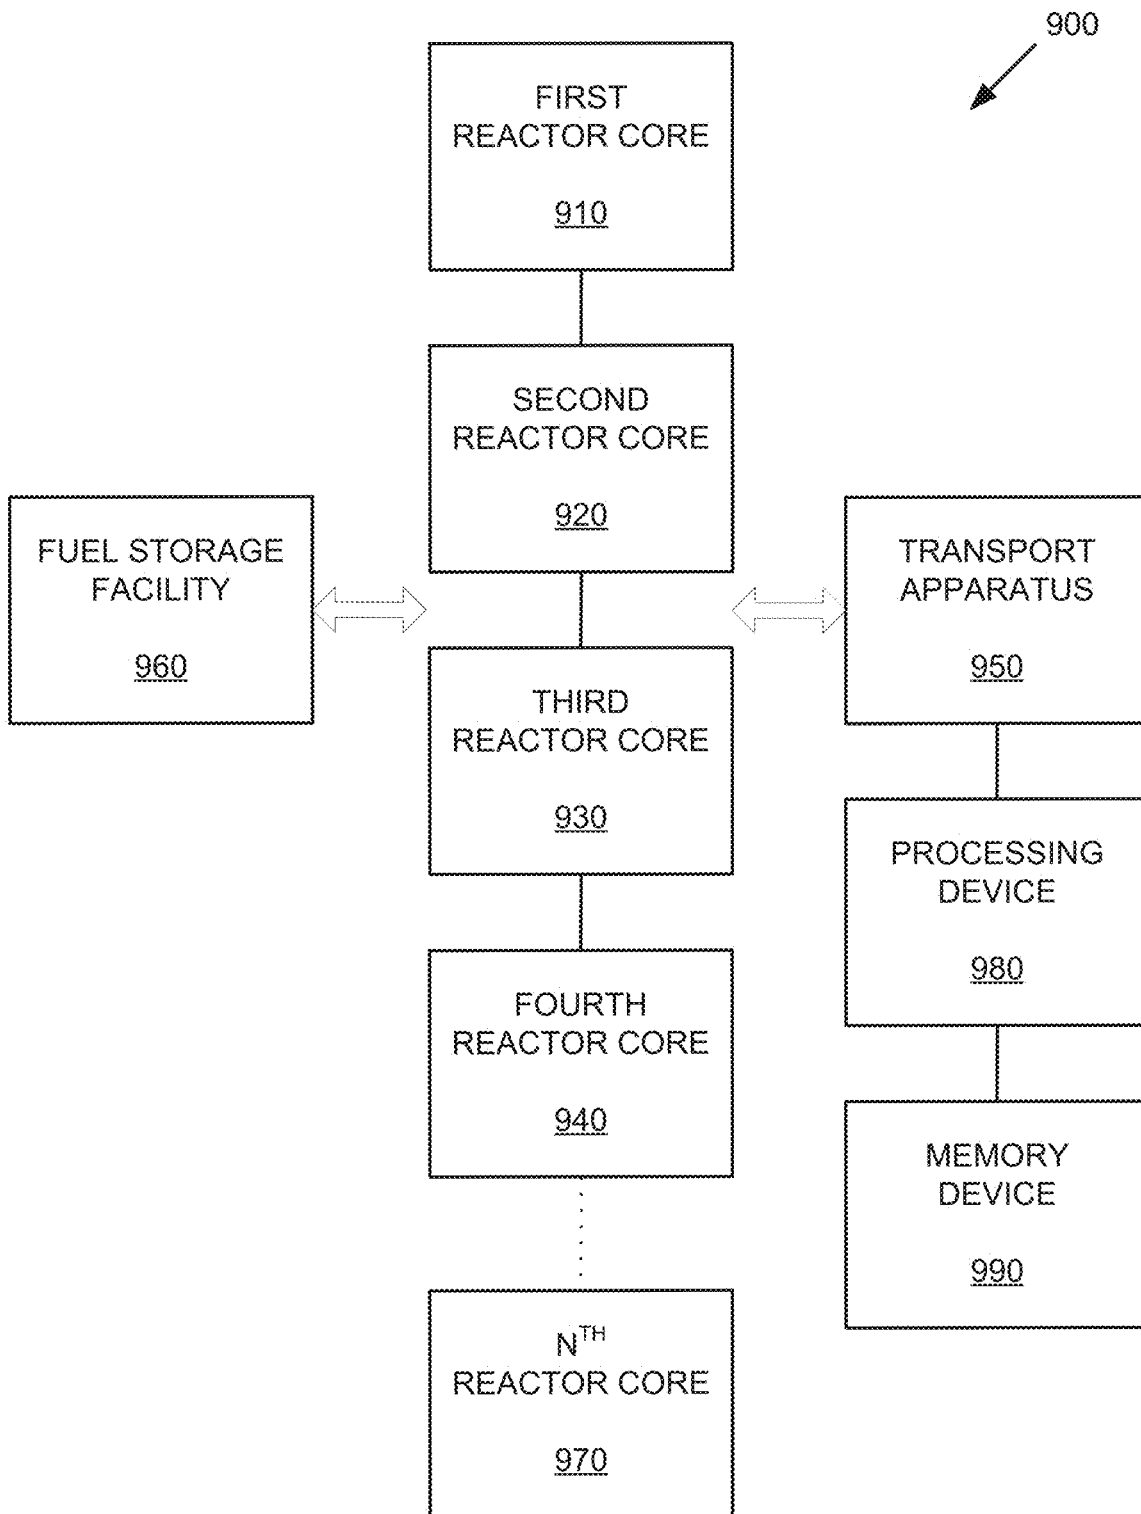 900
FIRST
REACTOR CORE
910
SECOND
REACTOR CORE
920
FUEL STORAGE
FACILITY
960
TRANSPORT
APPARATUS
950
THIRD
REACTOR CORE
930
PROCESSING
DEVICE
980
FOURTH
REACTOR CORE
940
MEMORY
DEVICE
990
NTH
REACTOR CORE
970